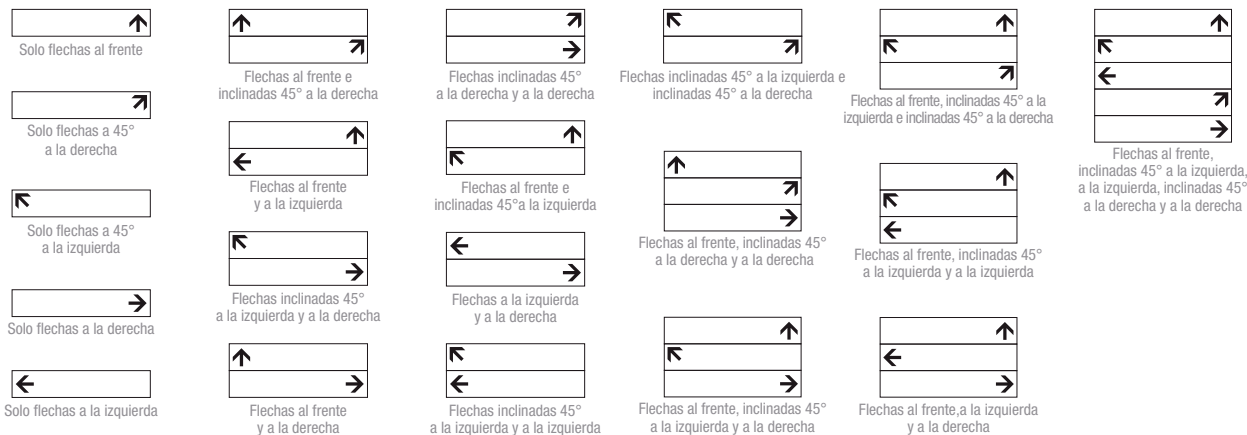 Solo flechas al frente
Solo flechas a 45°
a la derecha
Solo flechas a 45°
a la izquierda
Solo flechas a la derecha
Solo flechas a la izquierda
Flechas al frente e
inclinadas 45° a la derecha
Flechas al frente
y a la izquierda
Flechas inclinadas 45°
a la izquierda y a la derecha
Flechas al frente
y a la derecha
Flechas inclinadas 45°
a la derecha y a la derecha
Flechas al frente e
inclinadas 45°a la izquierda
Flechas a la izquierda
y a la derecha
Flechas inclinadas 45°
a la izquierda y a la izquierda
Flechas inclinadas 45° a la izquierda e
inclinadas 45° a la derecha
Flechas al frente, inclinadas 45°
a la derecha y a la derecha
Flechas al frente, inclinadas 45°
a la izquierda y a la derecha
Flechas al frente, inclinadas 45° a la
izquierda e inclinadas 45° a la derecha
Flechas al frente, inclinadas 45°
a la izquierda y a la izquierda
Flechas al frente,a la izquierda
y a la derecha
Flechas al frente,
inclinadas 45° a la izquierda,
a la izquierda, inclinadas 45°
a la derecha y a la derecha